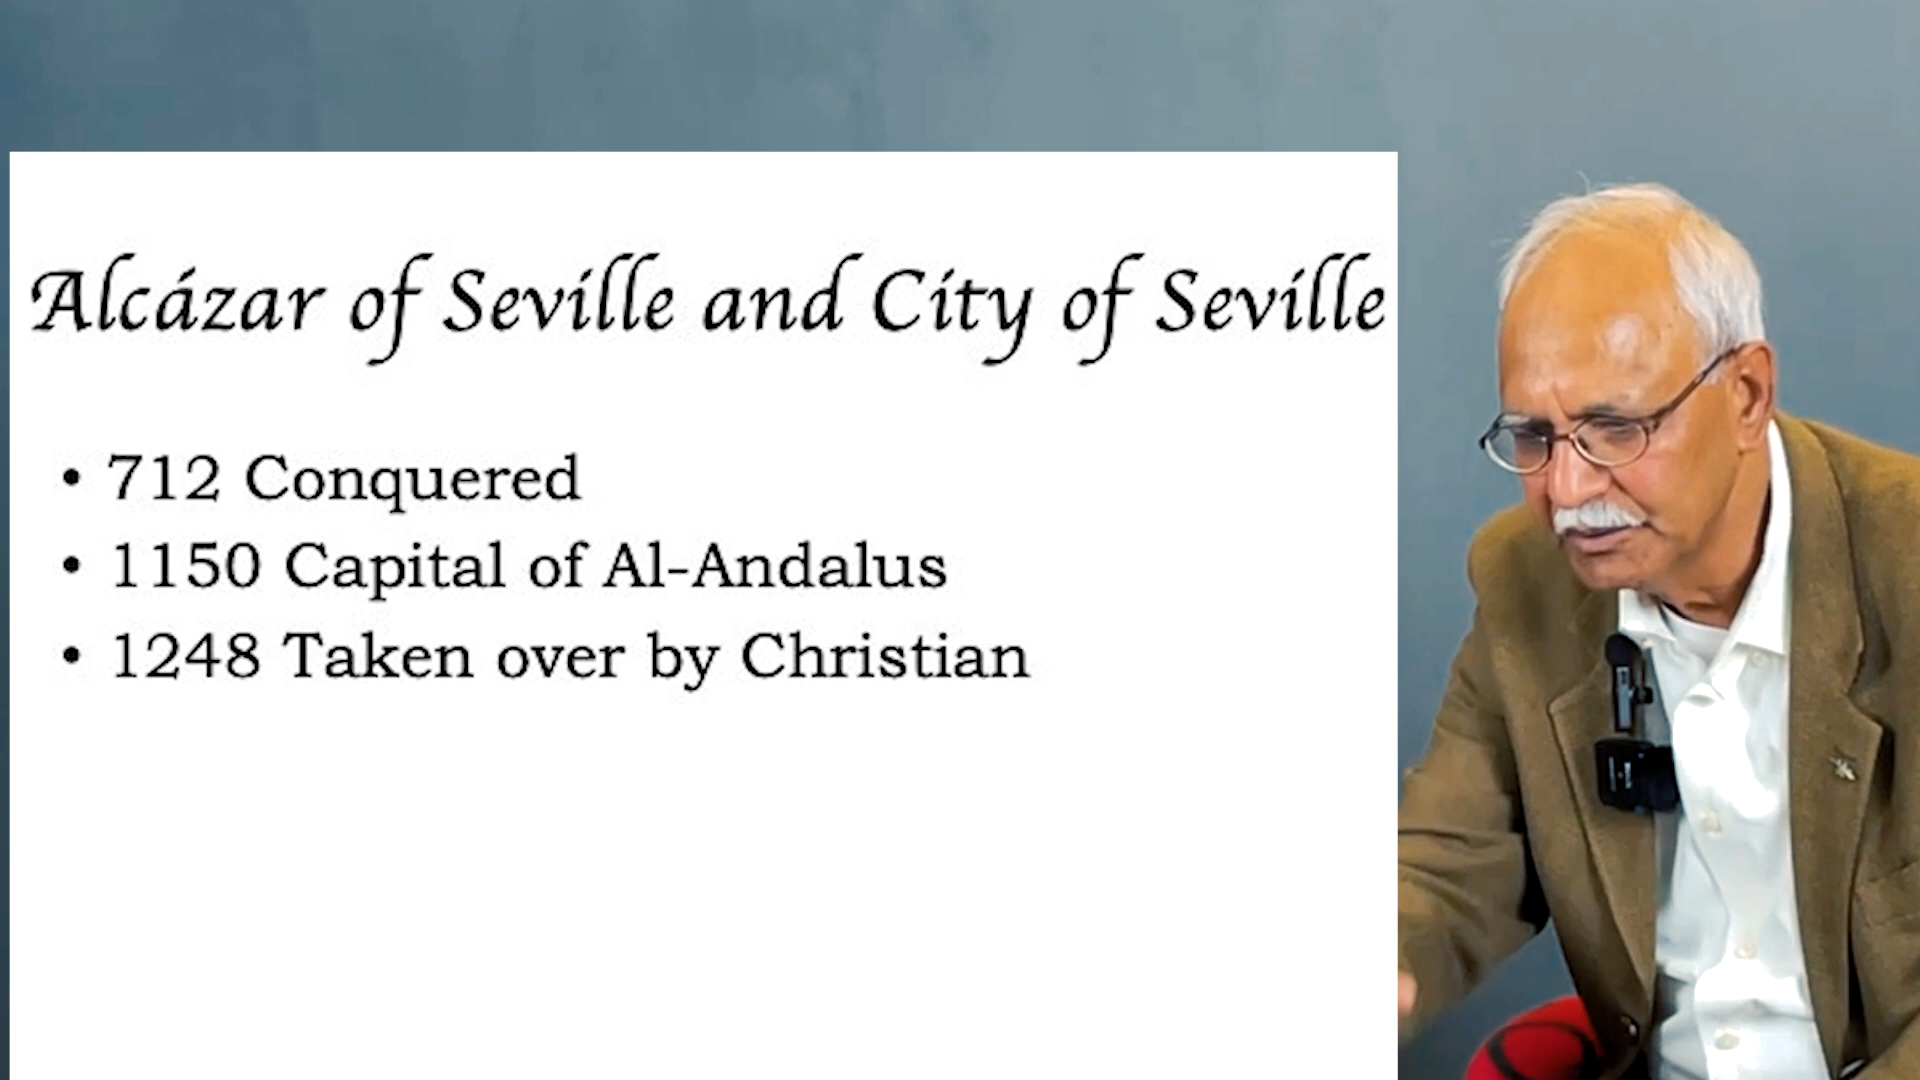 Alcázar of Seville and City of Seville
• 712 Conquered
• 1150 Capital of Al-Andalus
• 1248 Taken over by Christian